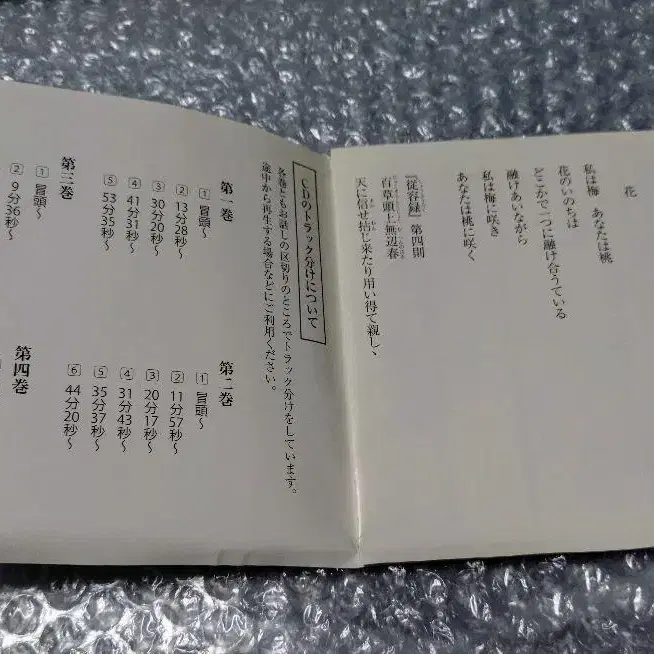 花
私は梅　あなたは桃
花のいのちは
どこかで一つに融け合うている
融けあいながら
私は梅に咲き
あなたは桃に咲く
『従容録』第四則
百草頭上無辺春
天に信せ拈じ来たり用い得て親し、
CDのトラック分けについて
各巻ともお話しの区切りのところでトラック分けをしています。
途中から再生する場合などにご利用ください。
第一巻
1 冒頭〜
2 13分28秒〜
3 30分20秒〜
4 41分31秒〜
5 53分35秒〜
第二巻
1 冒頭〜
2 11分57秒〜
3 20分17秒〜
4 31分43秒〜
5 35分37秒〜
6 44分20秒〜
第三巻
1 冒頭〜
2 9分36秒〜
第四巻